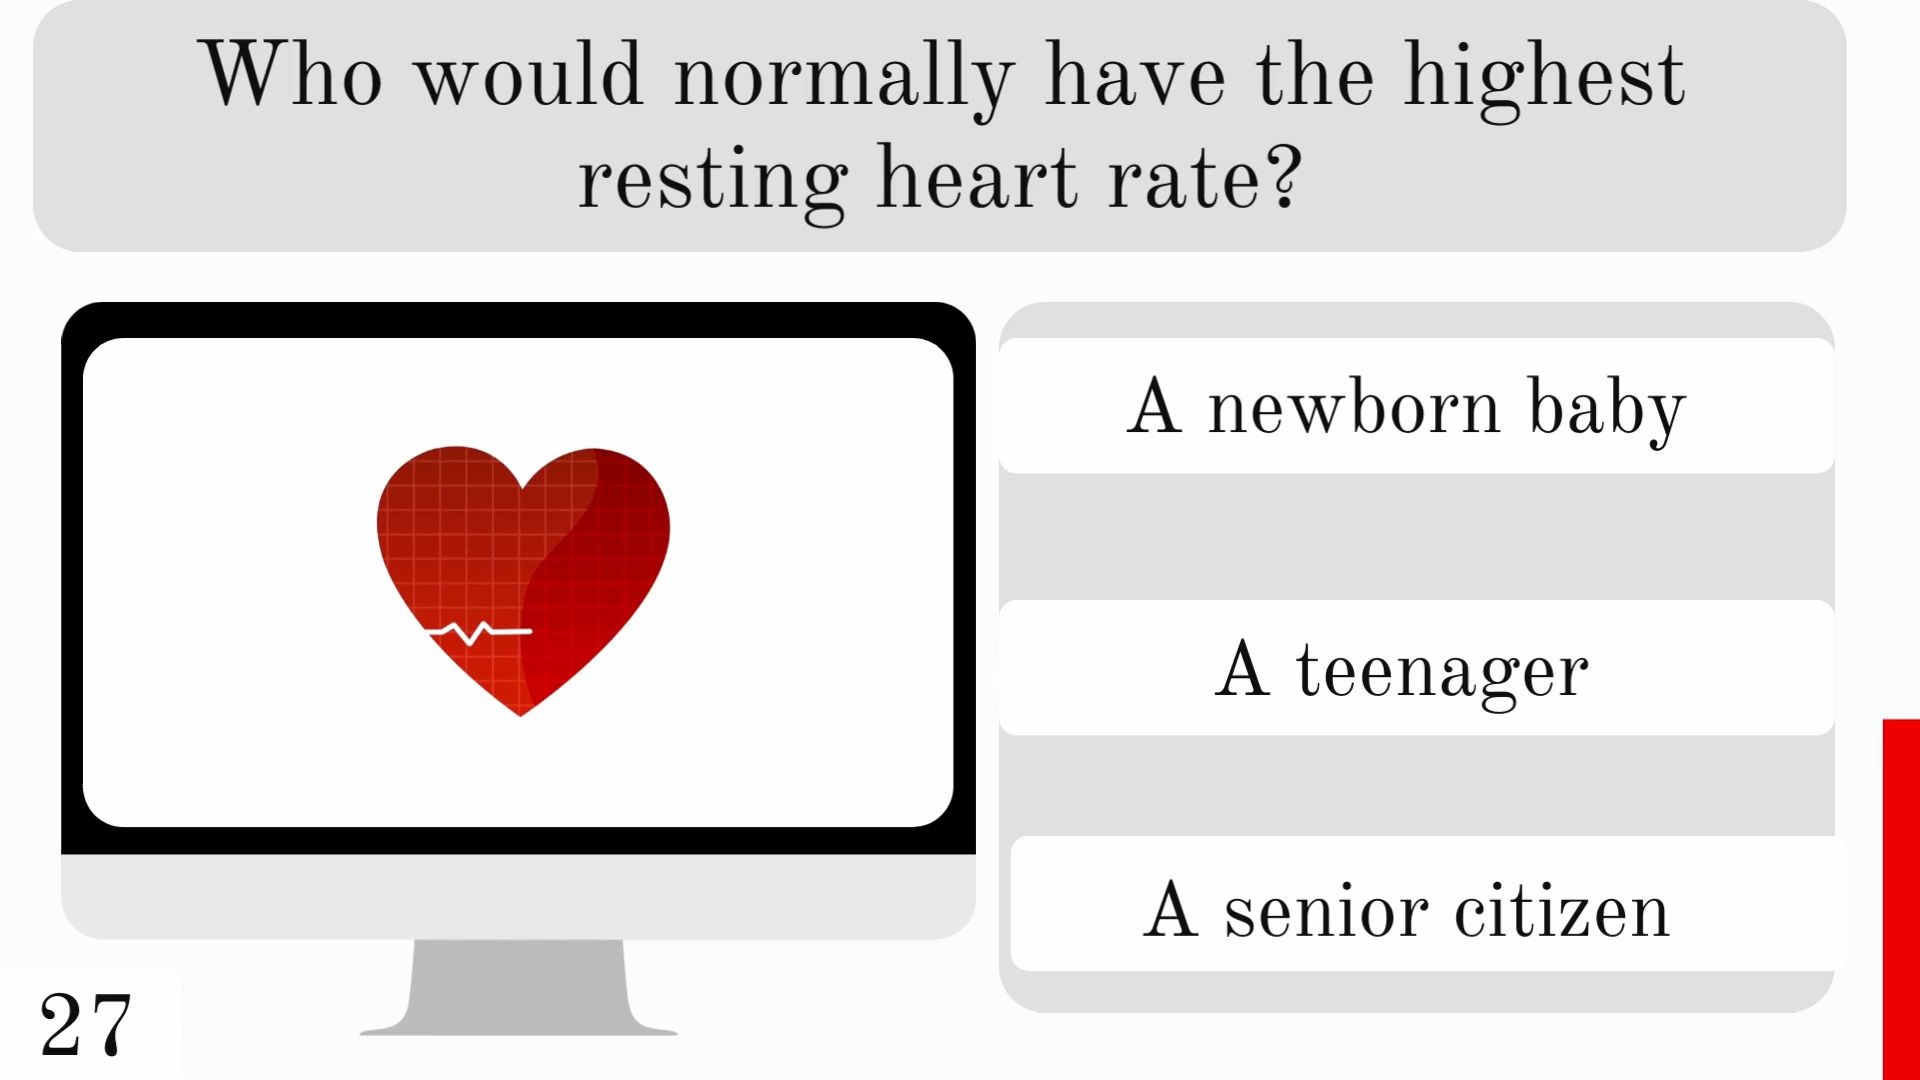 Who would normally have the highest
resting heart rate?
A newborn baby
A teenager
A senior citizen
27